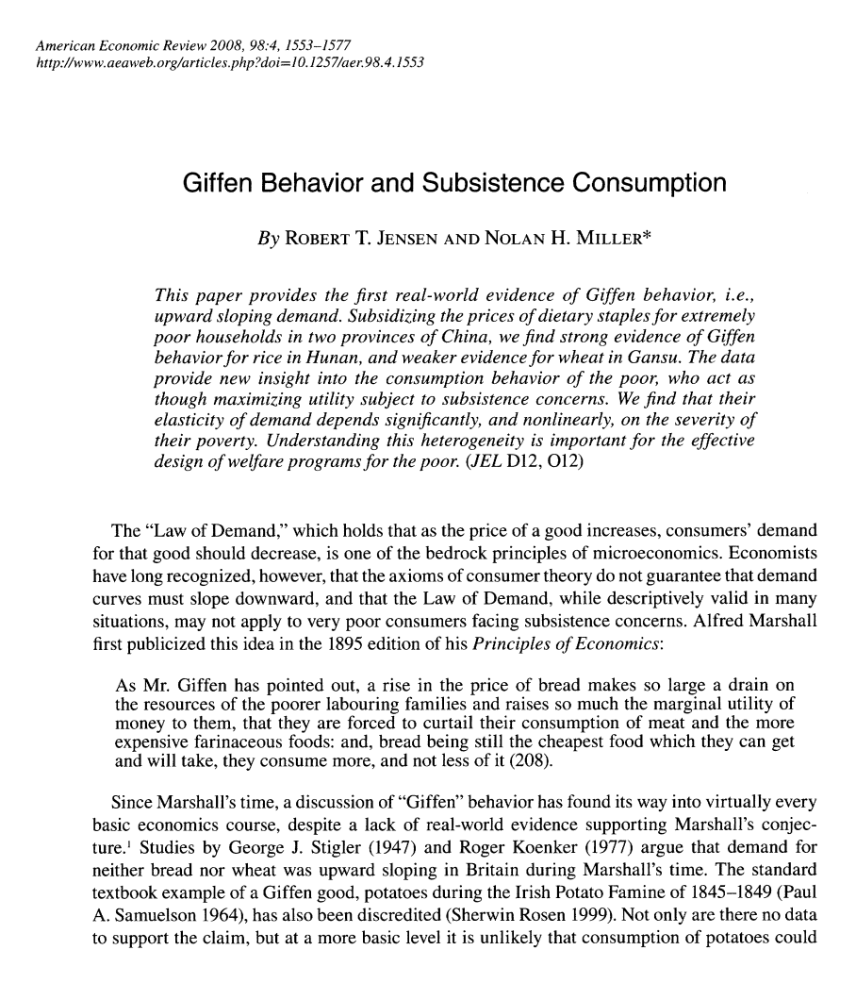 American Economic Review 2008, 98:4, 1553–1577
http://www.aeaweb.org/articles.php?doi=10.1257/aer.98.4.1553
Giffen Behavior and Subsistence Consumption
By Robert T. Jensen and Nolan H. Miller*
This paper provides the first real-world evidence of Giffen behavior, i.e.,
upward sloping demand. Subsidizing the prices of dietary staples for extremely
poor households in two provinces of China, we find strong evidence of Giffen
behavior for rice in Hunan, and weaker evidence for wheat in Gansu. The data
provide new insight into the consumption behavior of the poor, who act as
though maximizing utility subject to subsistence concerns. We find that their
elasticity of demand depends significantly, and nonlinearly, on the severity of
their poverty. Understanding this heterogeneity is important for the effective
design of welfare programs for the poor. (JEL D12, O12)
The “Law of Demand,” which holds that as the price of a good increases, consumers’ demand
for that good should decrease, is one of the bedrock principles of microeconomics. Economists
have long recognized, however, that the axioms of consumer theory do not guarantee that demand
curves must slope downward, and that the Law of Demand, while descriptively valid in many
situations, may not apply to very poor consumers facing subsistence concerns. Alfred Marshall
first publicized this idea in the 1895 edition of his Principles of Economics:
As Mr. Giffen has pointed out, a rise in the price of bread makes so large a drain on
the resources of the poorer labouring families and raises so much the marginal utility of
money to them, that they are forced to curtail their consumption of meat and the more
expensive farinaceous foods: and, bread being still the cheapest food which they can get
and will take, they consume more, and not less of it (208).
Since Marshall’s time, a discussion of “Giffen” behavior has found its way into virtually every
basic economics course, despite a lack of real-world evidence supporting Marshall’s conjec-
ture.¹ Studies by George J. Stigler (1947) and Roger Koenker (1977) argue that demand for
neither bread nor wheat was upward sloping in Britain during Marshall’s time. The standard
textbook example of a Giffen good, potatoes during the Irish Potato Famine of 1845–1849 (Paul
A. Samuelson 1964), has also been discredited (Sherwin Rosen 1999). Not only are there no data
to support the claim, but at a more basic level it is unlikely that consumption of potatoes could